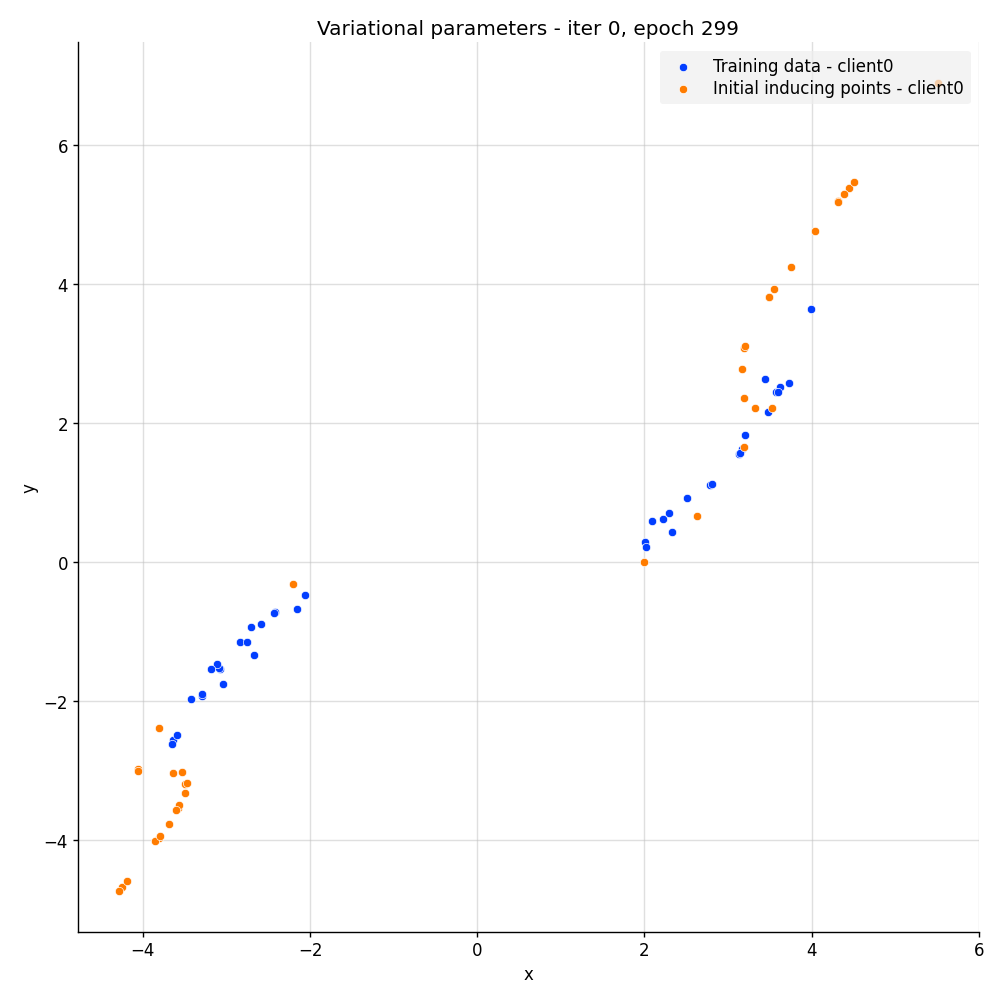 Variational parameters - iter 0, epoch 299
Training data - client0
Initial inducing points - client0
6
4
2
0
−2
−4
y
−4
−2
0
2
4
6
x